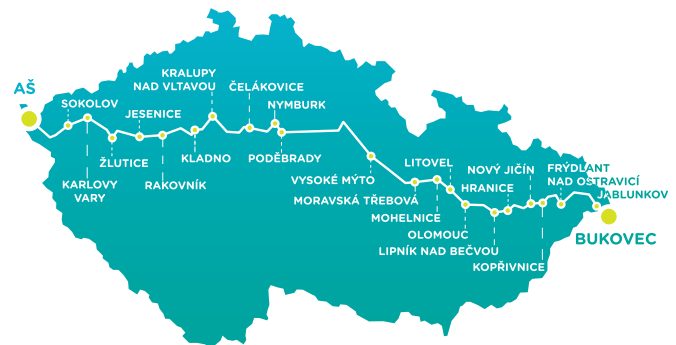 AŠ
SOKOLOV
KARLOVY
VARY
ŽLUTICE
JESENICE
RAKOVNÍK
KLADNO
KRALUPY
NAD VLTAVOU
ČELÁKOVICE
NYMBURK
PODĚBRADY
VYSOKÉ MÝTO
MORAVSKÁ TŘEBOVÁ
MOHELNICE
LITOVEL
OLOMOUC
LIPNÍK NAD BEČVOU
HRANICE
NOVÝ JIČÍN
KOPŘIVNICE
FRÝDLANT
NAD OSTRAVICÍ
JABLUNKOV
BUKOVEC